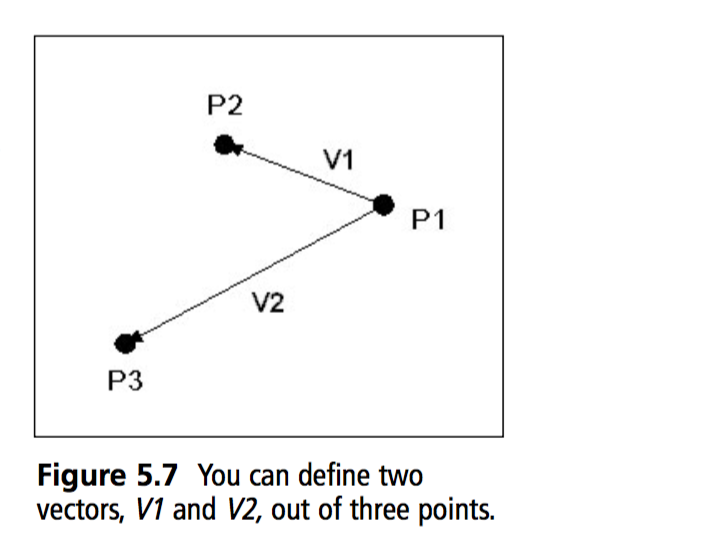 P2
V1
P1
V2
P3
Figure 5.7 You can define two
vectors, V1 and V2, out of three points.